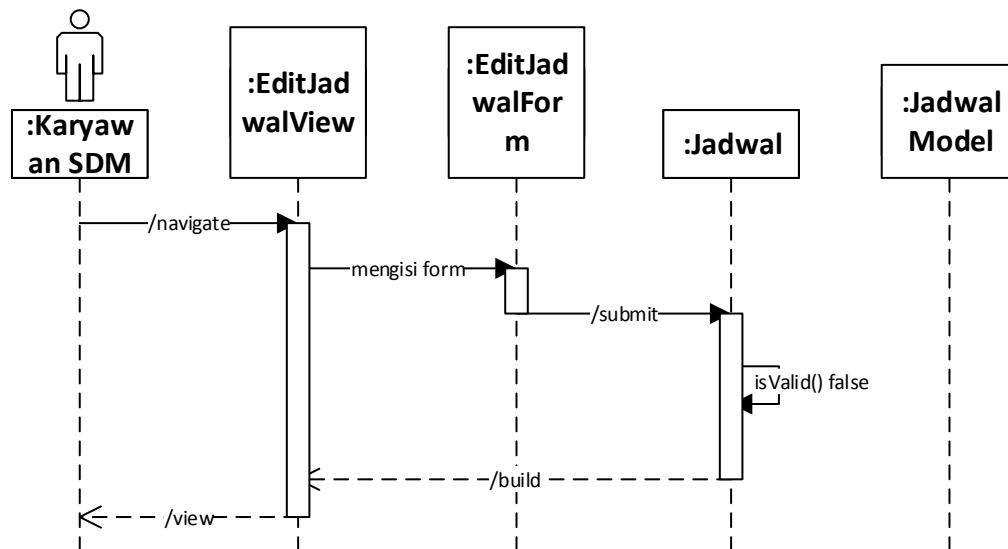 :Karyaw
an SDM
:EditJad
walView
:EditJad
walFor
m
:Jadwal
:Jadwal
Model
/navigate
mengisi form
/submit
isValid() false
/build
/view